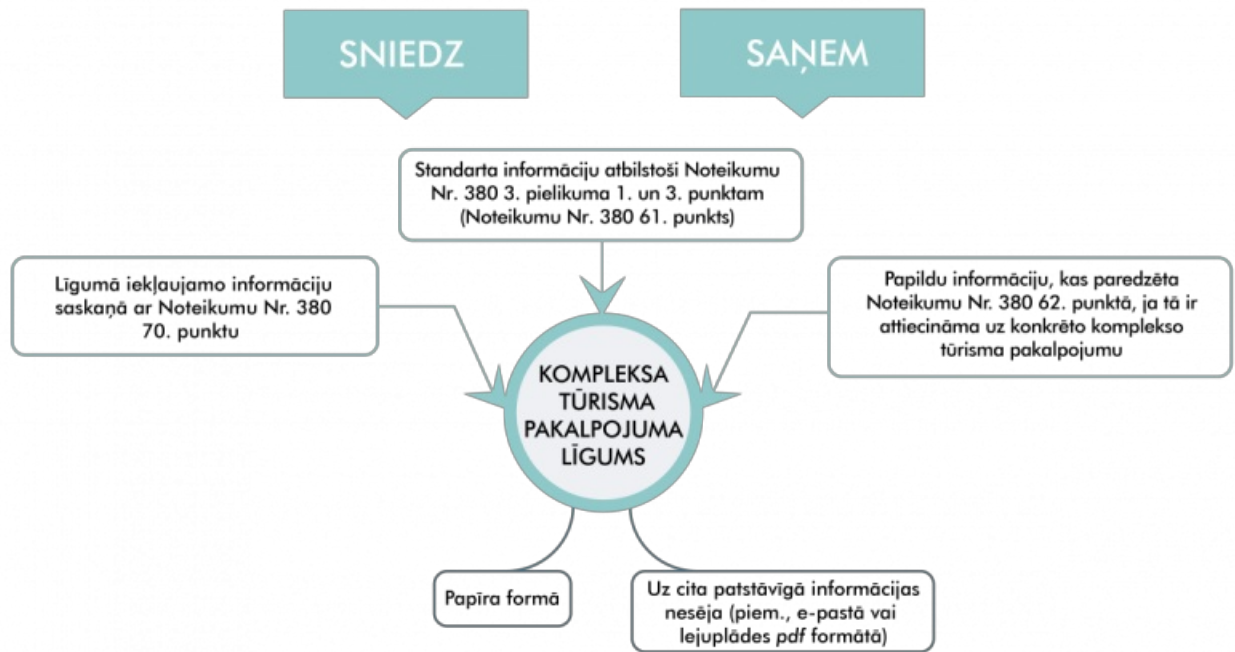 SNIEDZ
SAŅEM
Standarta informāciju atbilstoši Noteikumu
Nr. 380 3. pielikuma 1. un 3. punktam
(Noteikumu Nr. 380 61. punkts)
Līgumā iekļaujamo informāciju
saskaņā ar Noteikumu Nr. 380
70. punktu
Papildu informāciju, kas paredzēta
Noteikumu Nr. 380 62. punktā, ja tā ir
attiecināma uz konkrēto komplekso
tūrisma pakalpojumu
KOMPLEKSA
TŪRISMA
PAKALPOJUMA
LĪGUMS
Papīra formā
Uz cita patstāvīgā informācijas
nesēja (piem., e-pastā vai
lejuplādes pdf formātā)